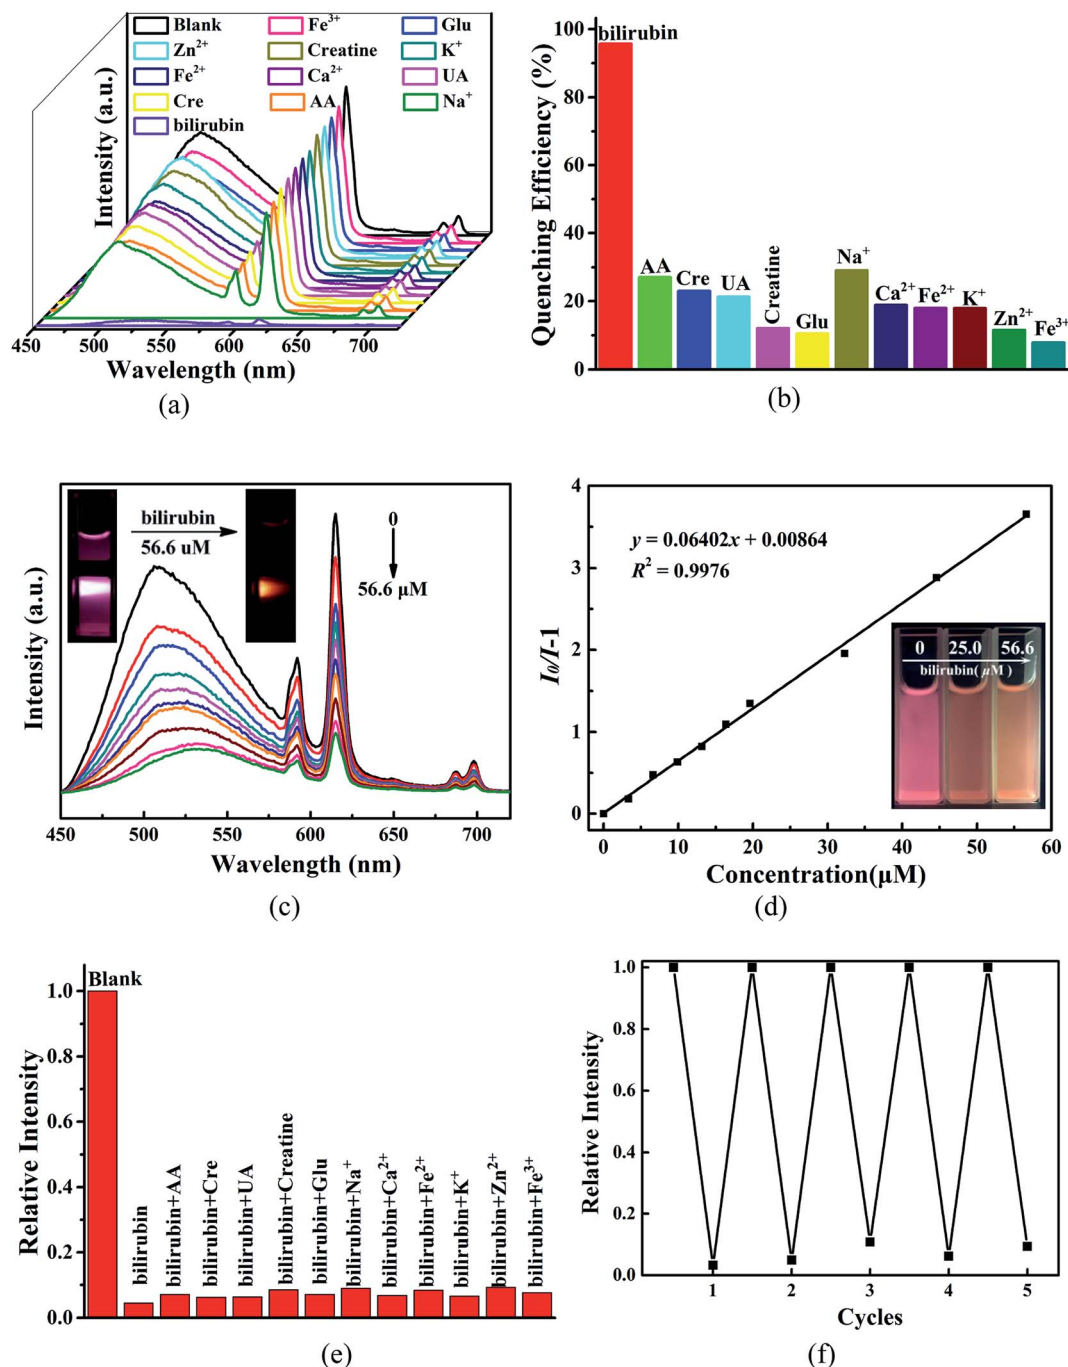 Blank
Fe³⁺
Glu
Zn²⁺
Creatine
K⁺
Fe²⁺
Ca²⁺
UA
Cre
AA
Na⁺
bilirubin
Intensity (a.u.)
450 500 550 600 650 700
Wavelength (nm)
(a)
Quenching Efficiency (%)
100
80
60
40
20
0
bilirubin
AA
Cre
UA
Creatine
Glu
Na⁺
Ca²⁺
Fe²⁺
K⁺
Zn²⁺
Fe³⁺
(b)
Intensity (a.u.)
bilirubin
56.6 uM
0
56.6 μM
450 500 550 600 650 700
Wavelength (nm)
(c)
I₀/I-1
4
3
2
1
0
y = 0.06402x + 0.00864
R² = 0.9976
0 25.0 56.6
bilirubin( μM )
0 10 20 30 40 50 60
Concentration(μM)
(d)
Relative Intensity
1.0
0.8
0.6
0.4
0.2
0.0
Blank
bilirubin
bilirubin+AA
bilirubin+Cre
bilirubin+UA
bilirubin+Creatine
bilirubin+Glu
bilirubin+Na⁺
bilirubin+Ca²⁺
bilirubin+Fe²⁺
bilirubin+K⁺
bilirubin+Zn²⁺
bilirubin+Fe³⁺
(e)
Relative Intensity
1.0
0.8
0.6
0.4
0.2
0.0
1 2 3 4 5
Cycles
(f)